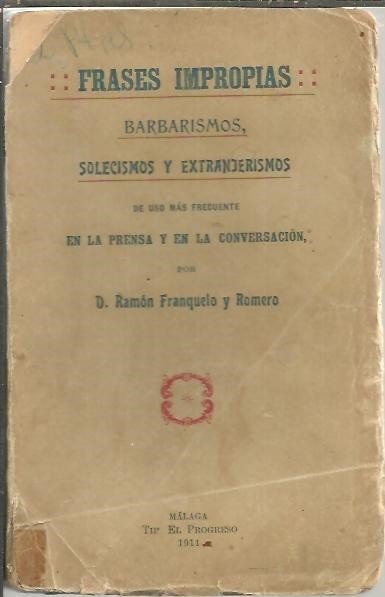 :: FRASES IMPROPIAS ::
BARBARISMOS,
SOLECISMOS Y EXTRANJERISMOS
DE USO MÁS FRECUENTE
EN LA PRENSA Y EN LA CONVERSACIÓN,
POR
D. Ramón Franquelo y Romero
MÁLAGA
TIP EL PROGRESO
1911